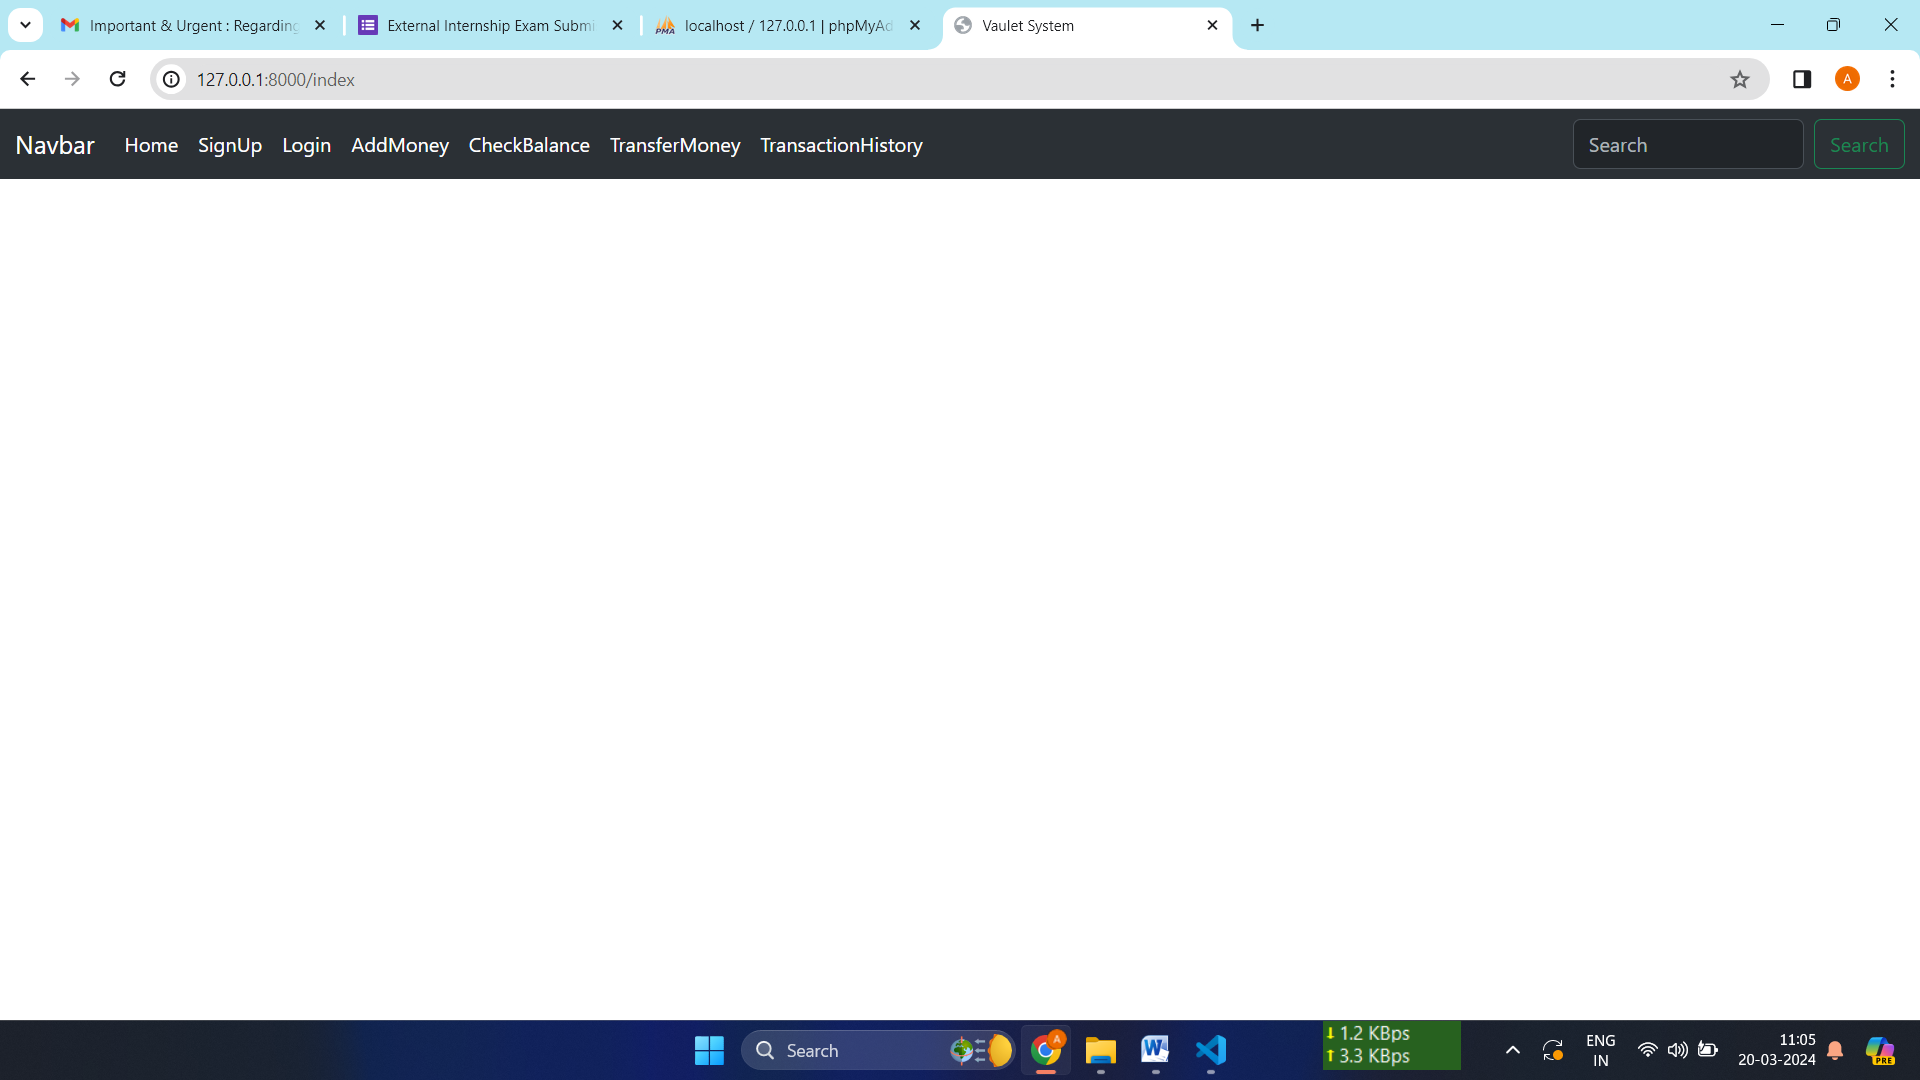 Important & Urgent : Regarding
External Internship Exam Submi
localhost / 127.0.0.1 | phpMyAd
Vaulet System
127.0.0.1:8000/index
A
Navbar Home SignUp Login AddMoney CheckBalance TransferMoney TransactionHistory Search Search
Search
A
1.2 KBps
3.3 KBps
ENG
IN
11:05
20-03-2024
PRE